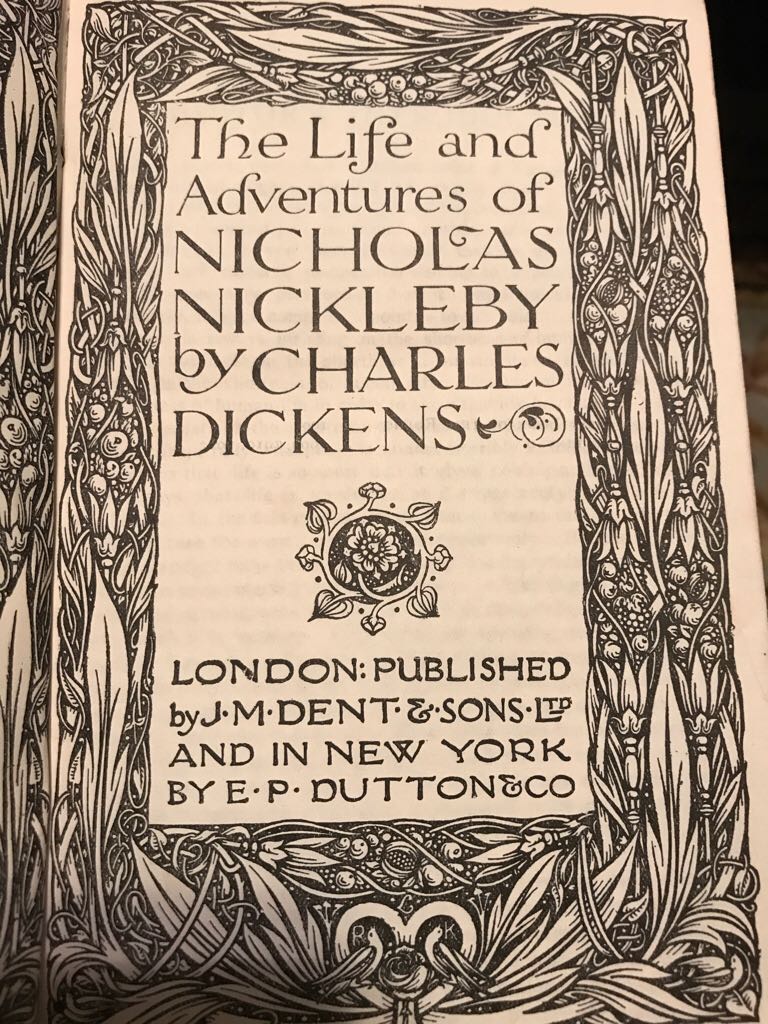 The Life and
Adventures of
NICHOLAS
NICKLEBY
by CHARLES
DICKENS
LONDON: PUBLISHED
by J·M·DENT·&·SONS·LTD
AND IN NEW YORK
BY E·P·DUTTON&CO
R K